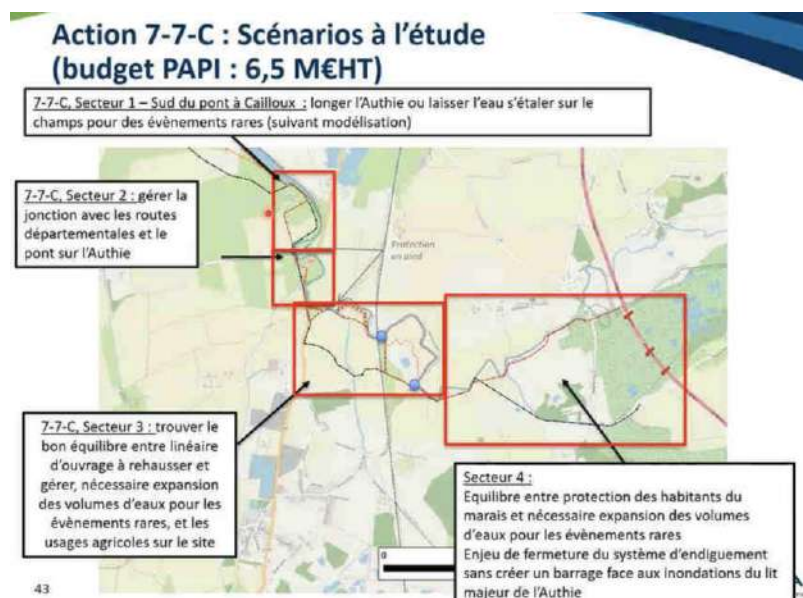 Action 7-7-C : Scénarios à l'étude
(budget PAPI : 6,5 M€HT)
7-7-C, Secteur 1 – Sud du pont à Cailloux : longer l'Authie ou laisser l'eau s'étaler sur le
champs pour des évènements rares (suivant modélisation)
7-7-C, Secteur 2 : gérer la
jonction avec les routes
départementales et le
pont sur l'Authie
Protection
en pied
7-7-C, Secteur 3 : trouver le
bon équilibre entre linéaire
d'ouvrage à rehausser et
gérer, nécessaire expansion
des volumes d'eaux pour les
évènements rares, et les
usages agricoles sur le site
Secteur 4 :
Equilibre entre protection des habitants du
marais et nécessaire expansion des volumes
d'eaux pour les évènements rares
Enjeu de fermeture du système d'endiguement
sans créer un barrage face aux inondations du lit
majeur de l'Authie
0
43